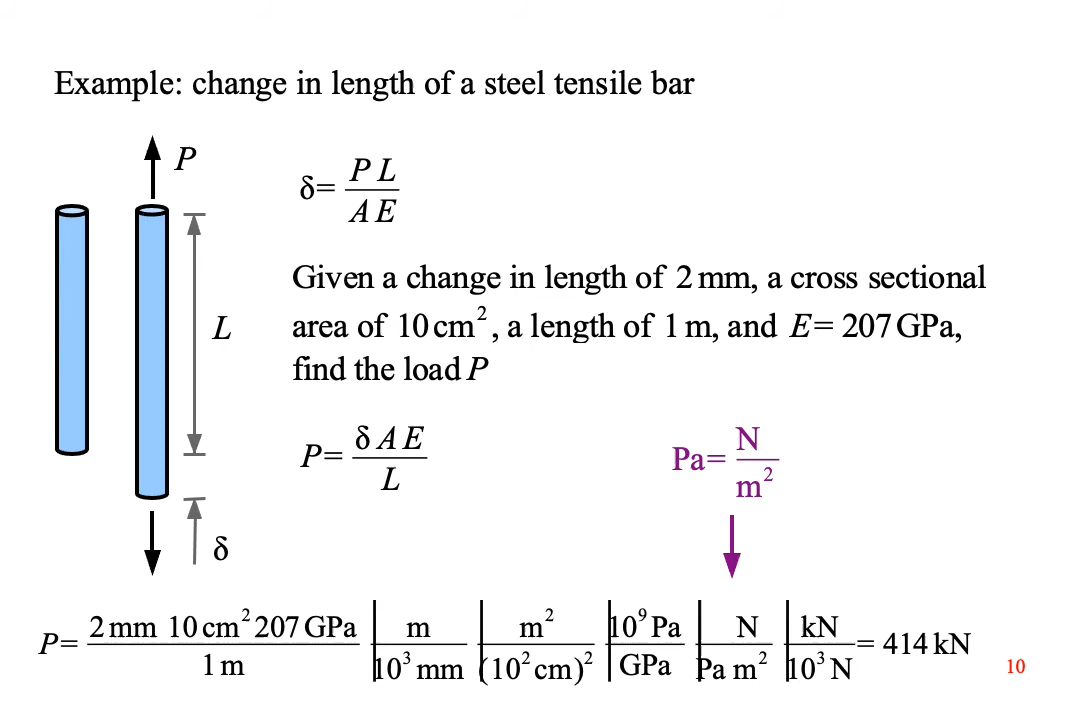 Example: change in length of a steel tensile bar
P
δ= P L / A E
Given a change in length of 2 mm, a cross sectional
L
area of 10 cm², a length of 1 m, and E= 207 GPa,
find the load P
P= δ A E / L
Pa= N / m²
δ
P= 2 mm 10 cm² 207 GPa / 1 m | m / 10³ mm | m² / (10² cm)² | 10⁹ Pa / GPa | N / Pa m² | kN / 10³ N = 414 kN
10